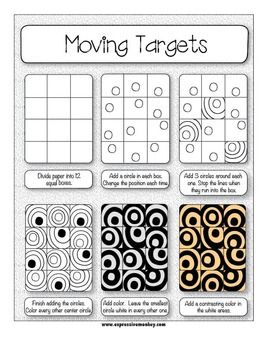 Moving Targets
Divide paper into 12
equal boxes.
Add a circle in each box.
Change the position each time.
Add 3 circles around each
one. Stop the lines when
they run into the box.
Finish adding the circles.
Color every other center circle.
Add color. Leave the smallest
circle white in every other one.
Add a contrasting color in
the white areas.
www.expressivemonkey.com